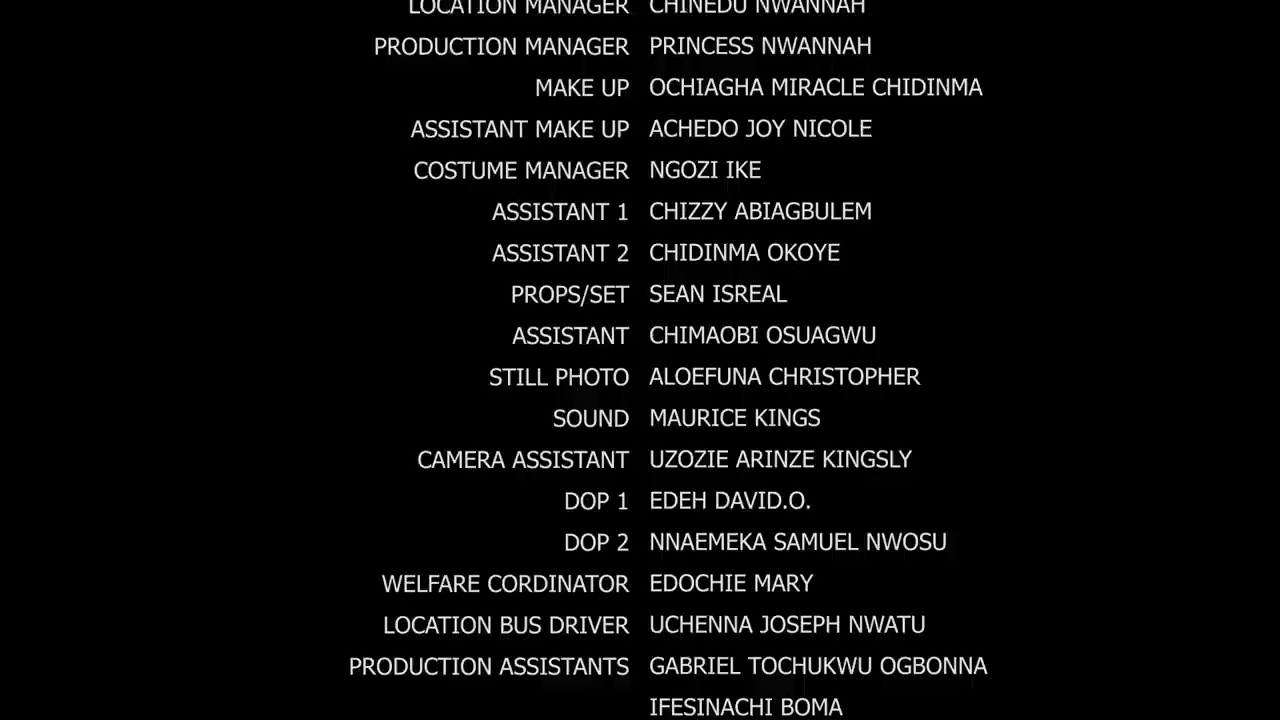 LOCATION MANAGER CHINEDU NWANNAH
PRODUCTION MANAGER PRINCESS NWANNAH
MAKE UP OCHIAGHA MIRACLE CHIDINMA
ASSISTANT MAKE UP ACHEDO JOY NICOLE
COSTUME MANAGER NGOZI IKE
ASSISTANT 1 CHIZZY ABIAGBULEM
ASSISTANT 2 CHIDINMA OKOYE
PROPS/SET SEAN ISREAL
ASSISTANT CHIMAOBI OSUAGWU
STILL PHOTO ALOEFUNA CHRISTOPHER
SOUND MAURICE KINGS
CAMERA ASSISTANT UZOZIE ARINZE KINGSLY
DOP 1 EDEH DAVID.O.
DOP 2 NNAEMEKA SAMUEL NWOSU
WELFARE CORDINATOR EDOCHIE MARY
LOCATION BUS DRIVER UCHENNA JOSEPH NWATU
PRODUCTION ASSISTANTS GABRIEL TOCHUKWU OGBONNA
IFESINACHI BOMA